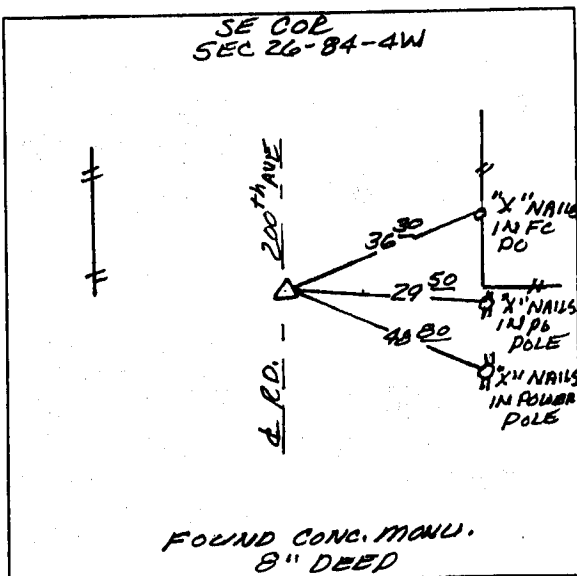 SE COR
SEC 26-84-4W
200th AVE
℄ RD.
36 30
"X" NAILS
IN FC
PO
29 50
"X" NAILS
IN PO
POLE
48 80
"X" NAILS
IN POWER
POLE
FOUND CONC. MONU.
8" DEEP